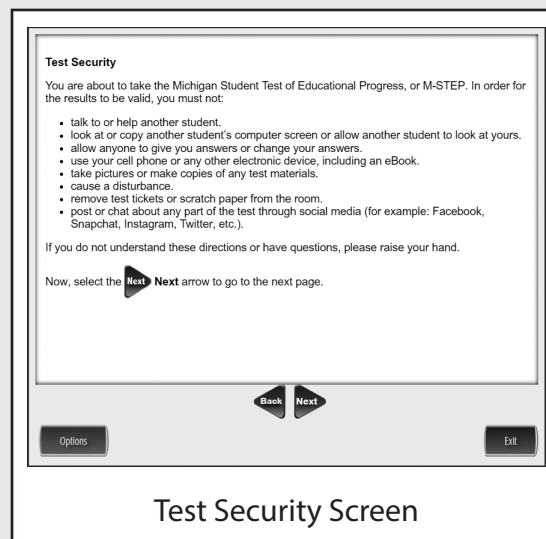 Test Security
You are about to take the Michigan Student Test of Educational Progress, or M-STEP. In order for
the results to be valid, you must not:
• talk to or help another student.
• look at or copy another student's computer screen or allow another student to look at yours.
• allow anyone to give you answers or change your answers.
• use your cell phone or any other electronic device, including an eBook.
• take pictures or make copies of any test materials.
• cause a disturbance.
• remove test tickets or scratch paper from the room.
• post or chat about any part of the test through social media (for example: Facebook,
Snapchat, Instagram, Twitter, etc.).
If you do not understand these directions or have questions, please raise your hand.
Now, select the Next Next arrow to go to the next page.
Back Next
Options Exit
Test Security Screen